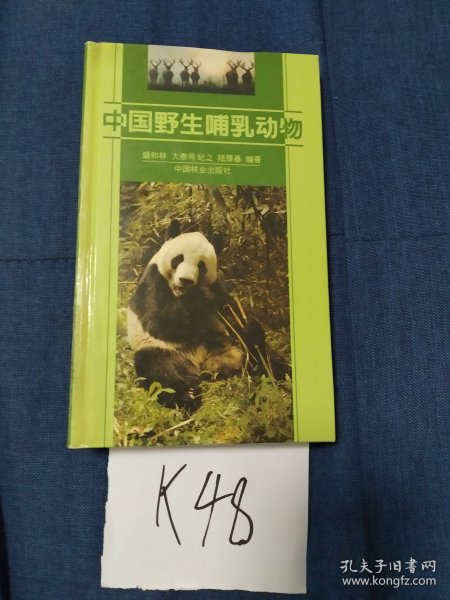 中国野生哺乳动物
盛和林 大泰司纪之 陆厚基 编著
中国林业出版社
K48
孔夫子旧书网
www.kongfz.com